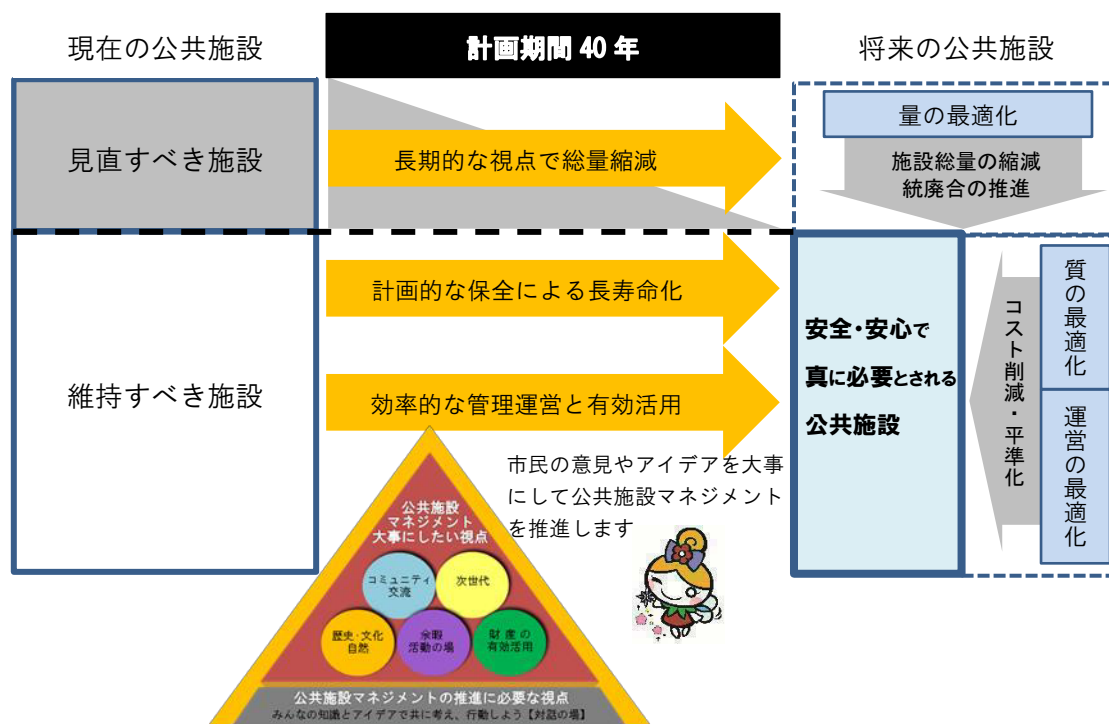 現在の公共施設
計画期間 40 年
将来の公共施設
見直すべき施設
長期的な視点で総量縮減
量の最適化
施設総量の縮減
統廃合の推進
維持すべき施設
計画的な保全による長寿命化
効率的な管理運営と有効活用
安全・安心で
真に必要とされる
公共施設
コスト削減・平準化
質の最適化
運営の最適化
市民の意見やアイデアを大事
にして公共施設マネジメント
を推進します
公共施設
マネジメント
大事にしたい視点
コミュニティ
交流
次世代
歴史・文化
自然
余暇
活動の場
財産の
有効活用
公共施設マネジメントの推進に必要な視点
みんなの知識とアイデアで共に考え、行動しよう【対話の場】